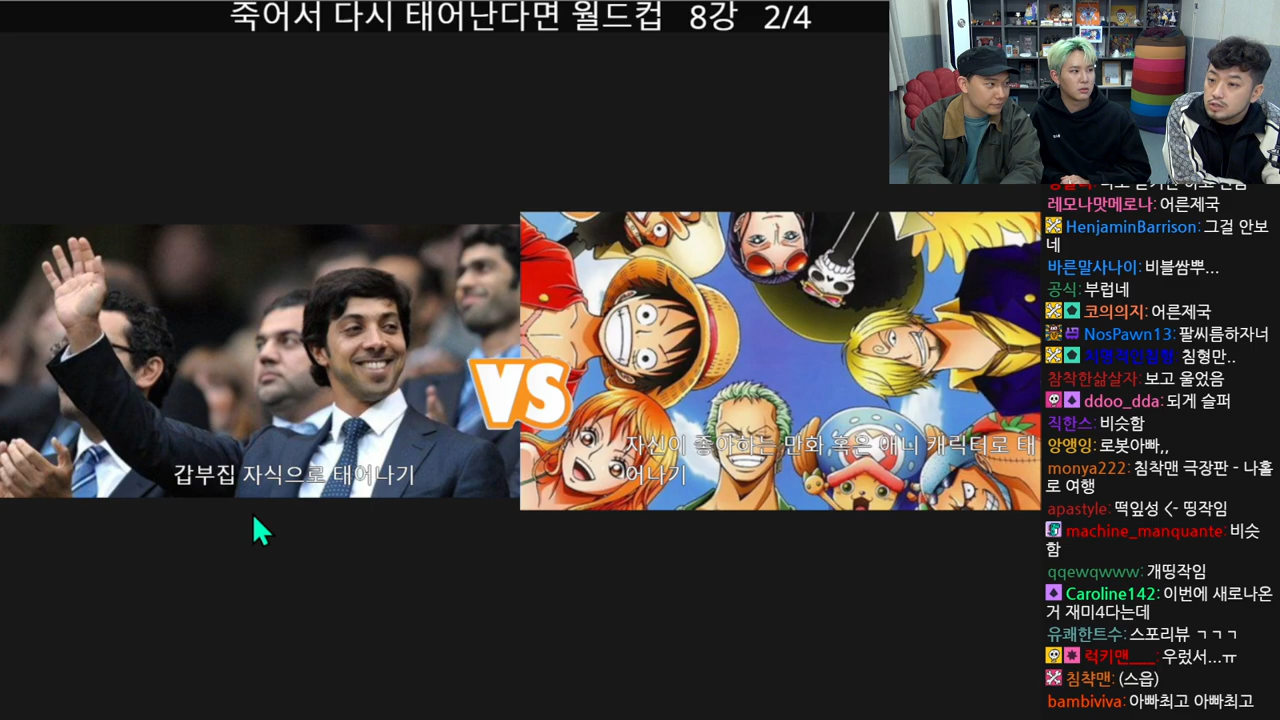 죽어서 다시 태어난다면 월드컵 8강 2/4
갑부집 자식으로 태어나기
VS
자신이 좋아하는 만화,혹은 애니 캐릭터로 태
어나기
레모나맛메로나: 어른제국
HenjaminBarrison: 그걸 안보
네
바른말사나이: 비블쌈뿌...
공식: 부럽네
코의의지: 어른제국
NosPawn13: 팔씨름하자너
치명적인침형: 침형만..
참착한삶살자: 보고 울었음
ddoo_dda: 되게 슬퍼
직한스: 비슷함
앙앵잉: 로봇아빠,,
monya222: 침착맨 극장판 - 나홀
로 여행
apastyle: 떡잎성 <- 띵작임
machine_manquante: 비슷
함
qqewqwww: 개띵작임
Caroline142: 이번에 새로나온
거 재미4다는데
유쾌한트수: 스포리뷰 ㄱㄱㄱ
럭키맨___: 우렀서...ㅠ
침챡맨: (스읍)
bambiviva: 아빠최고 아빠최고